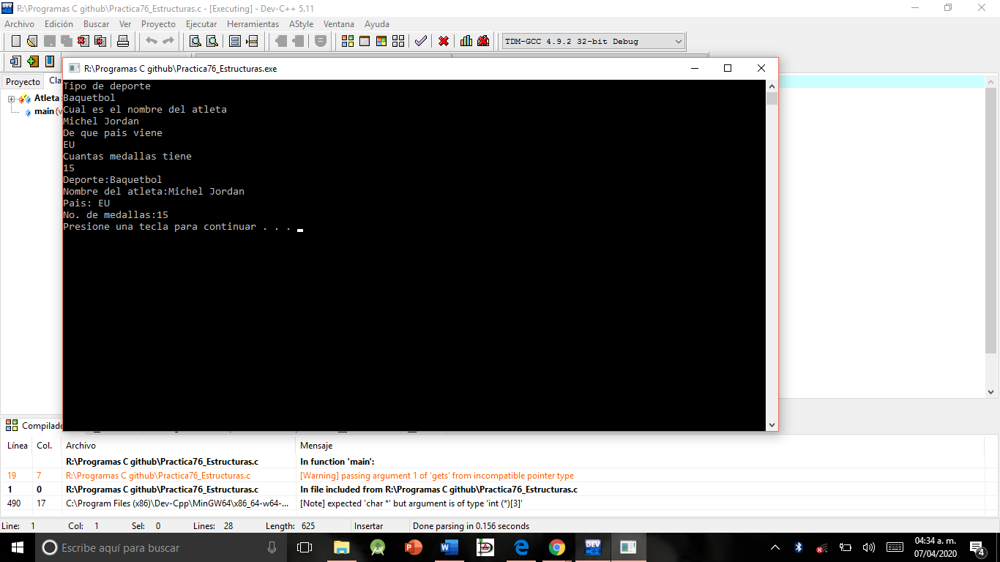 R:\Programas C github\Practica76_Estructuras.c - [Executing] - Dev-C++ 5.11
Archivo Edición Buscar Ver Proyecto Ejecutar Herramientas AStyle Ventana Ayuda
TDM-GCC 4.9.2 32-bit Debug
R:\Programas C github\Practica76_Estructuras.exe
Proyecto Cla
Atleta
main (v
Tipo de deporte
Baquetbol
Cual es el nombre del atleta
Michel Jordan
De que pais viene
EU
Cuantas medallas tiene
15
Deporte:Baquetbol
Nombre del atleta:Michel Jordan
Pais: EU
No. de medallas:15
Presione una tecla para continuar . . .
Compilado
Línea Col. Archivo Mensaje
R:\Programas C github\Practica76_Estructuras.c In function 'main':
19 7 R:\Programas C github\Practica76_Estructuras.c [Warning] passing argument 1 of 'gets' from incompatible pointer type
1 0 R:\Programas C github\Practica76_Estructuras.c In file included from R:\Programas C github\Practica76_Estructuras.c
490 17 C:\Program Files (x86)\Dev-Cpp\MinGW64\x86_64-w64-... [Note] expected 'char *' but argument is of type 'int (*)[3]'
Line: 1 Col: 1 Sel: 0 Lines: 28 Length: 625 Insertar Done parsing in 0.156 seconds
Escribe aquí para buscar
04:34 a. m.
07/04/2020
4